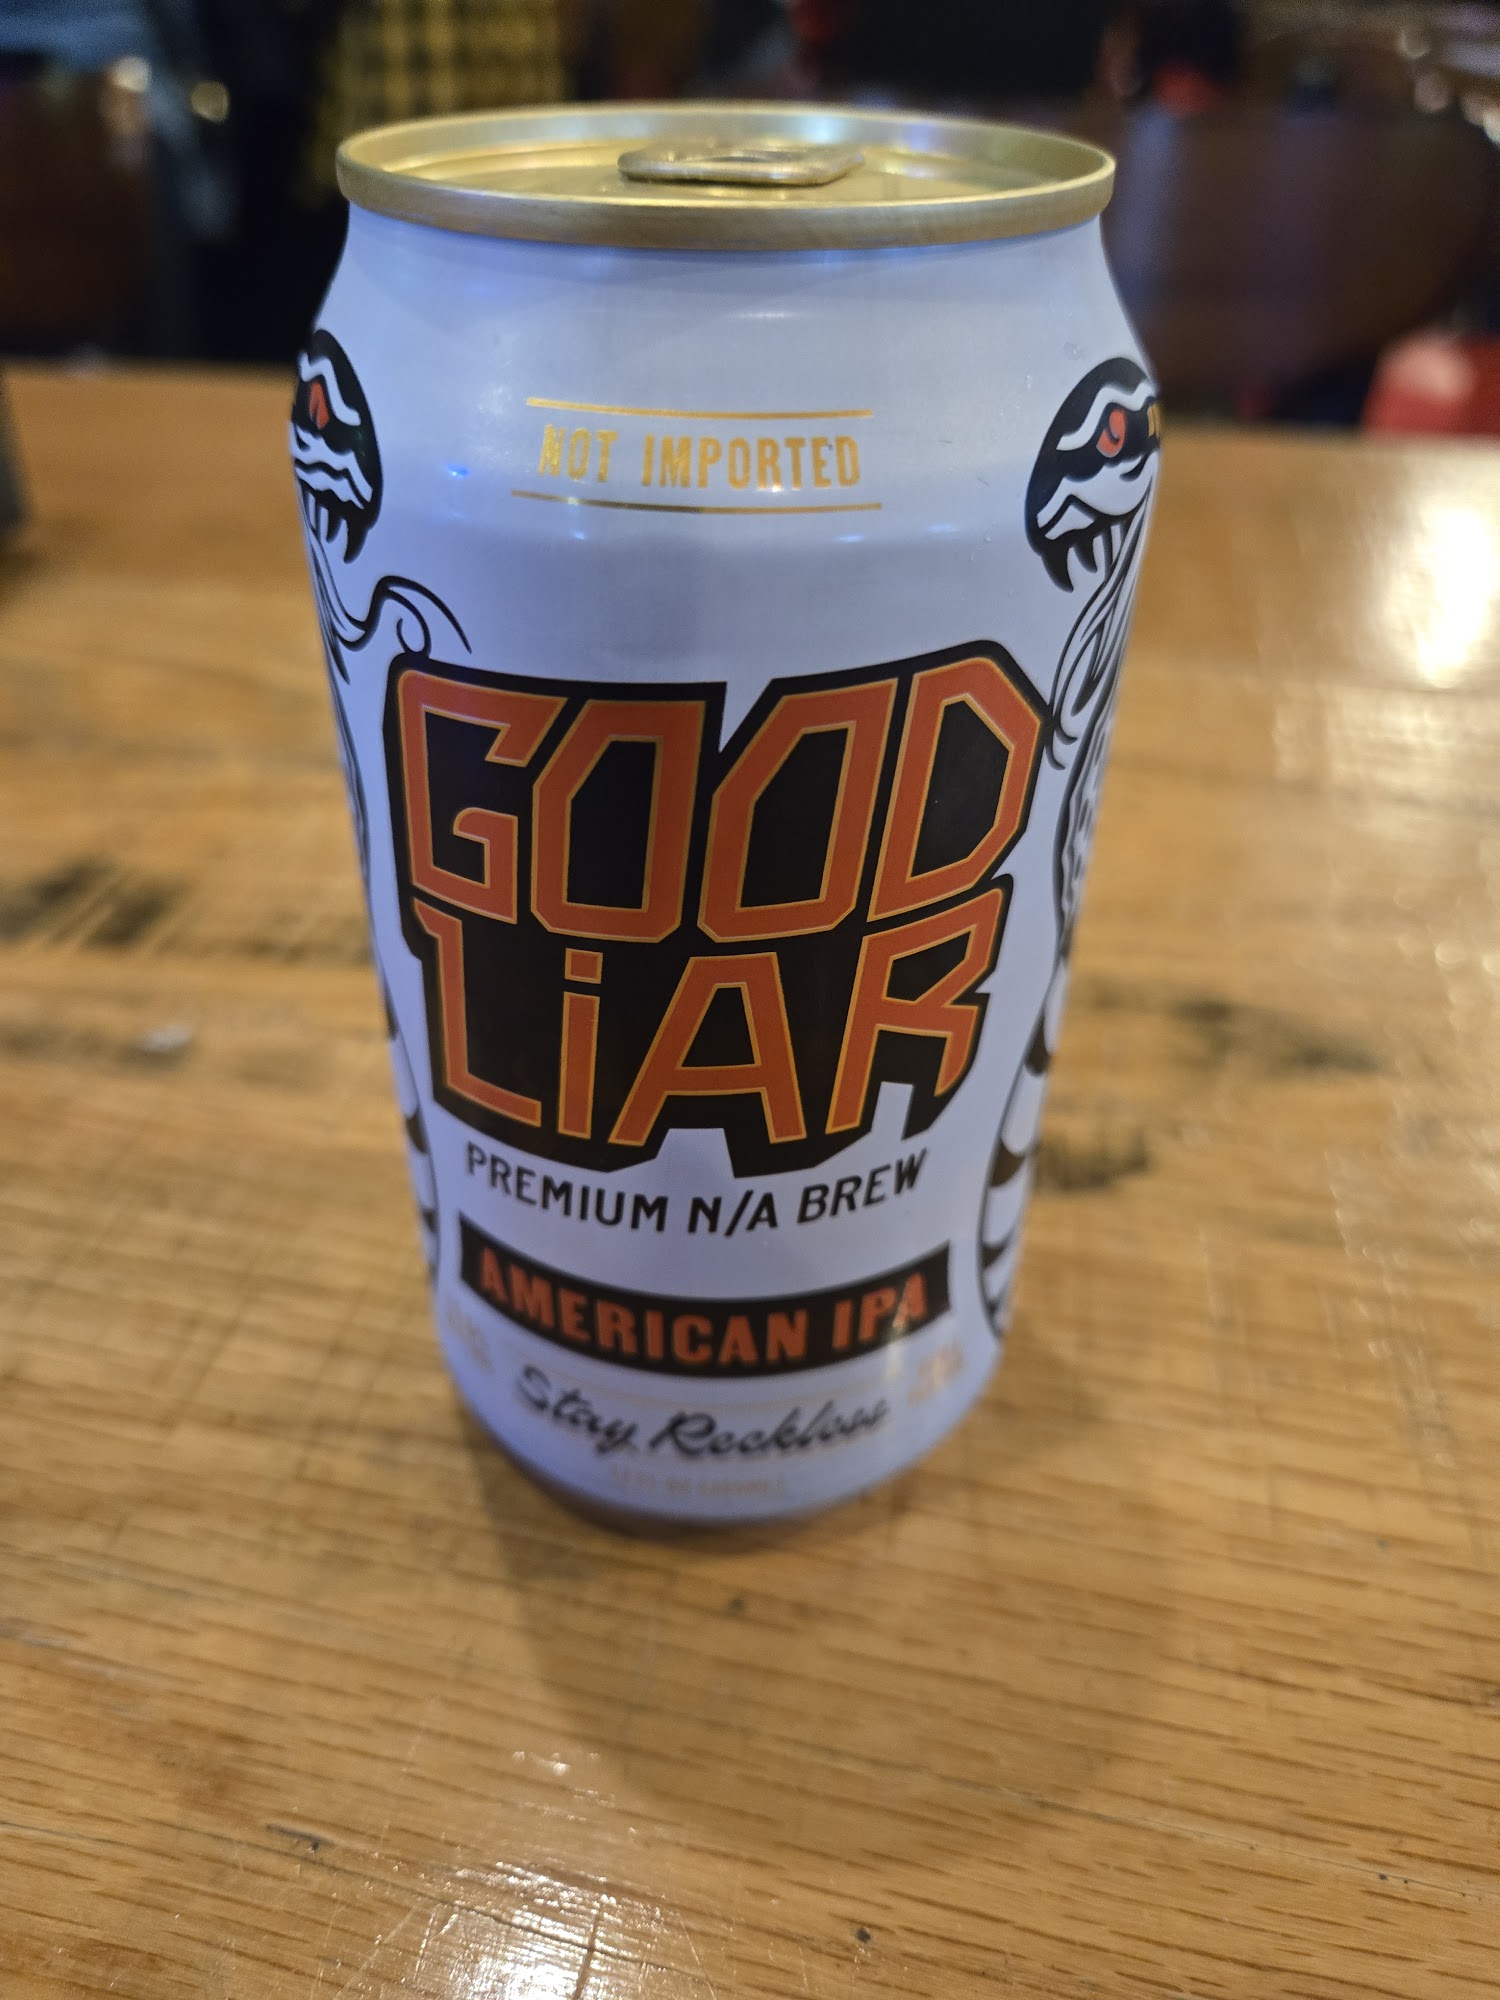 NOT IMPORTED
GOOD
LiAR
PREMIUM N/A BREW
AMERICAN IPA
Stay Reckless